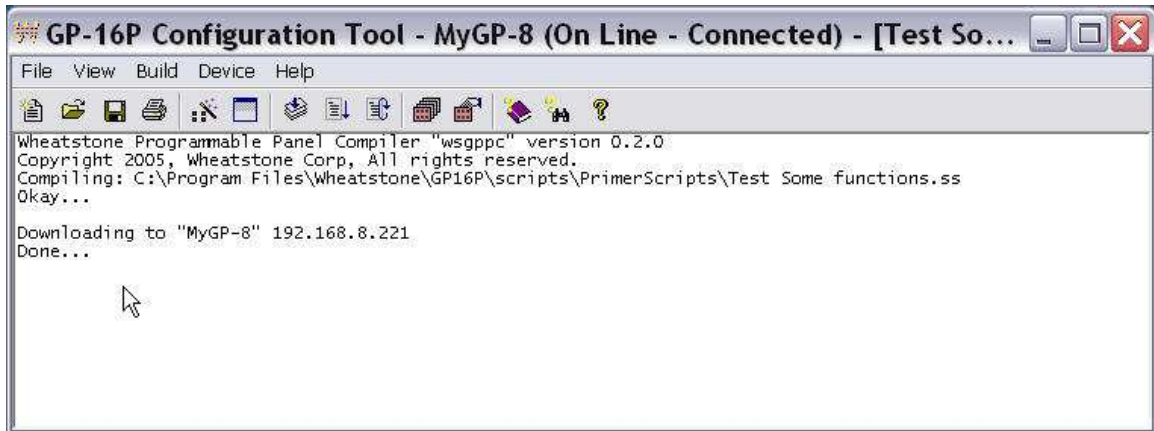 GP-16P Configuration Tool - MyGP-8 (On Line - Connected) - [Test So...
File View Build Device Help
Wheatstone Programmable Panel Compiler "wsgppc" version 0.2.0
Copyright 2005, Wheatstone Corp, All rights reserved.
Compiling: C:\Program Files\Wheatstone\GP16P\scripts\PrimerScripts\Test Some functions.ss
Okay...
Downloading to "MyGP-8" 192.168.8.221
Done...